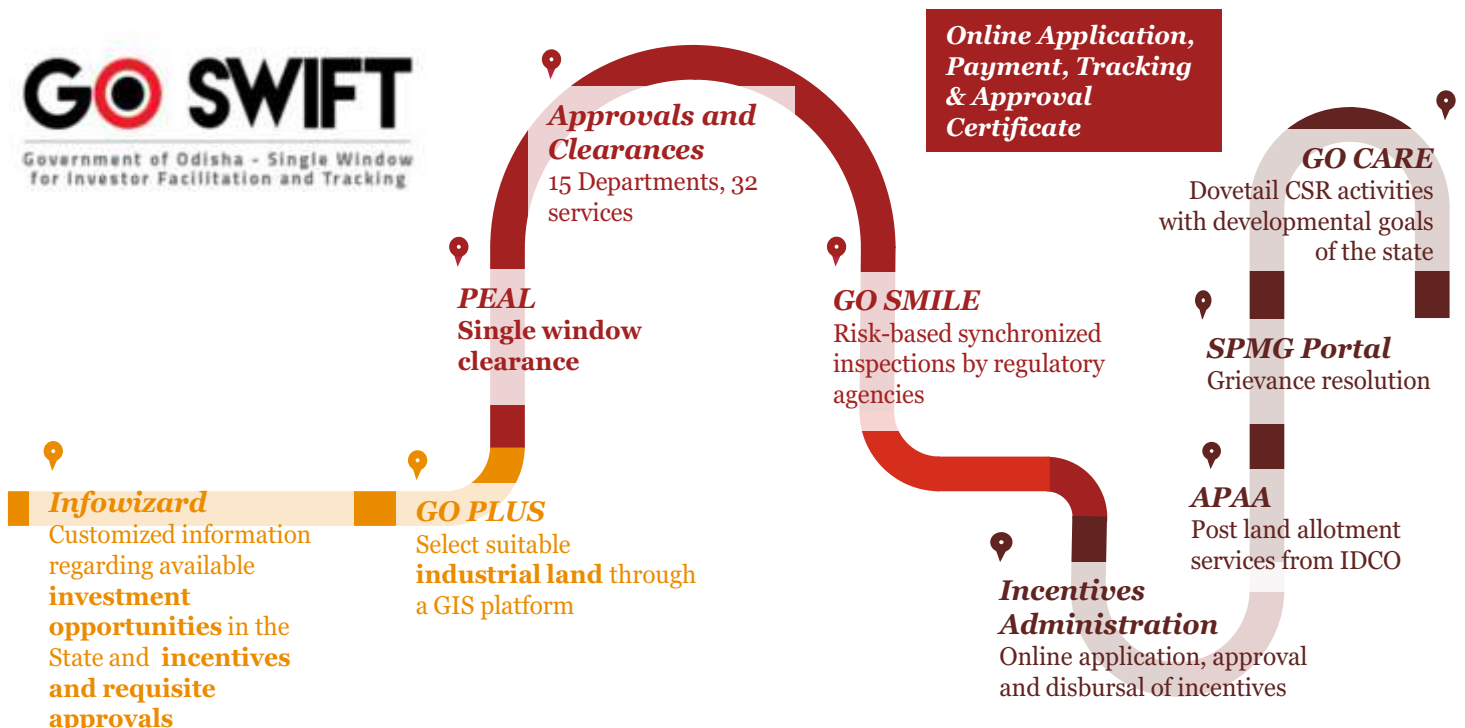 GO SWIFT
Government of Odisha - Single Window
for Investor Facilitation and Tracking
Infowizard
Customized information
regarding available
investment
opportunities in the
State and incentives
and requisite
approvals
GO PLUS
Select suitable
industrial land through
a GIS platform
PEAL
Single window
clearance
Approvals and
Clearances
15 Departments, 32
services
Online Application,
Payment, Tracking
& Approval
Certificate
GO SMILE
Risk-based synchronized
inspections by regulatory
agencies
Incentives
Administration
Online application, approval
and disbursal of incentives
APAA
Post land allotment
services from IDCO
SPMG Portal
Grievance resolution
GO CARE
Dovetail CSR activities
with developmental goals
of the state